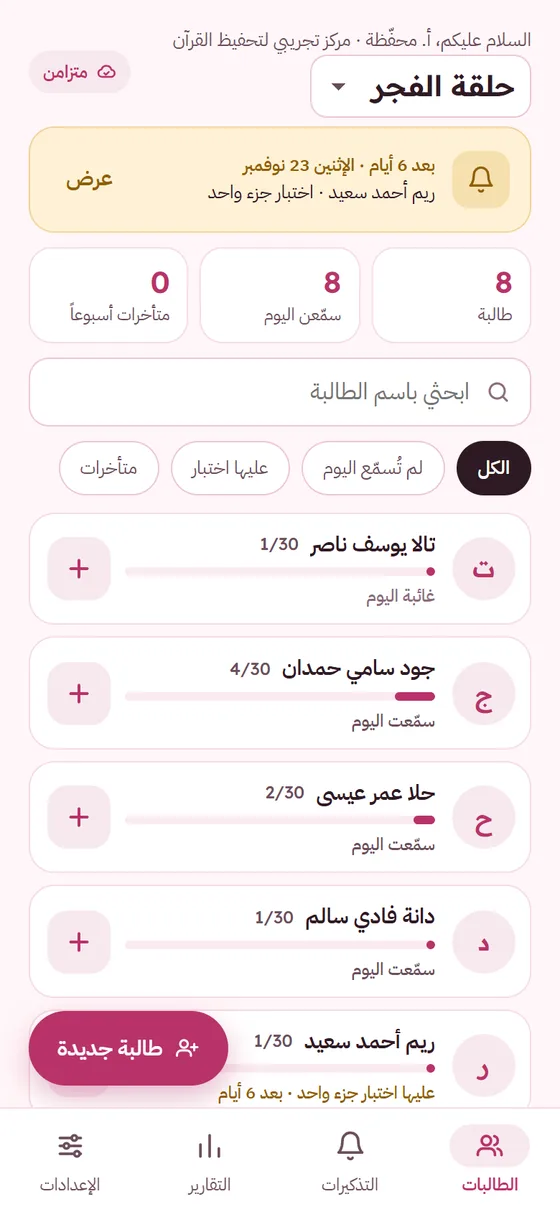 السلام عليكم، أ. محفّظة · مركز تجريبي لتحفيظ القرآن
حلقة الفجر
متزامن
بعد 6 أيام · الإثنين 23 نوفمبر
ريم أحمد سعيد · اختبار جزء واحد
عرض
8
طالبة
8
سمّعن اليوم
0
متأخرات أسبوعاً
ابحثي باسم الطالبة
الكل
لم تُسمّع اليوم
عليها اختبار
متأخرات
ت
تالا يوسف ناصر 1/30
غائبة اليوم
ج
جود سامي حمدان 4/30
سمّعت اليوم
ح
حلا عمر عيسى 2/30
سمّعت اليوم
د
دانة فادي سالم 1/30
سمّعت اليوم
ر
ريم أحمد سعيد 1/30
عليها اختبار جزء واحد · بعد 6 أيام
طالبة جديدة
الطالبات
التذكيرات
التقارير
الإعدادات